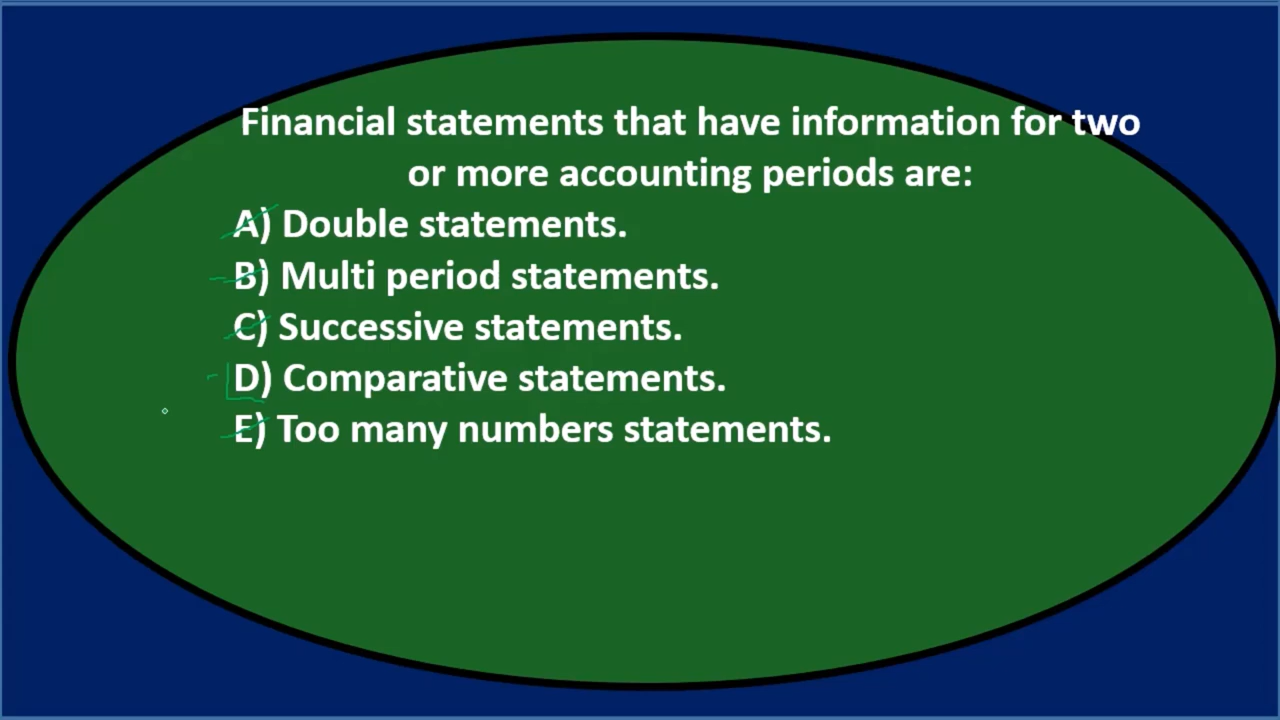 Financial statements that have information for two
or more accounting periods are:
A) Double statements.
B) Multi period statements.
C) Successive statements.
D) Comparative statements.
E) Too many numbers statements.